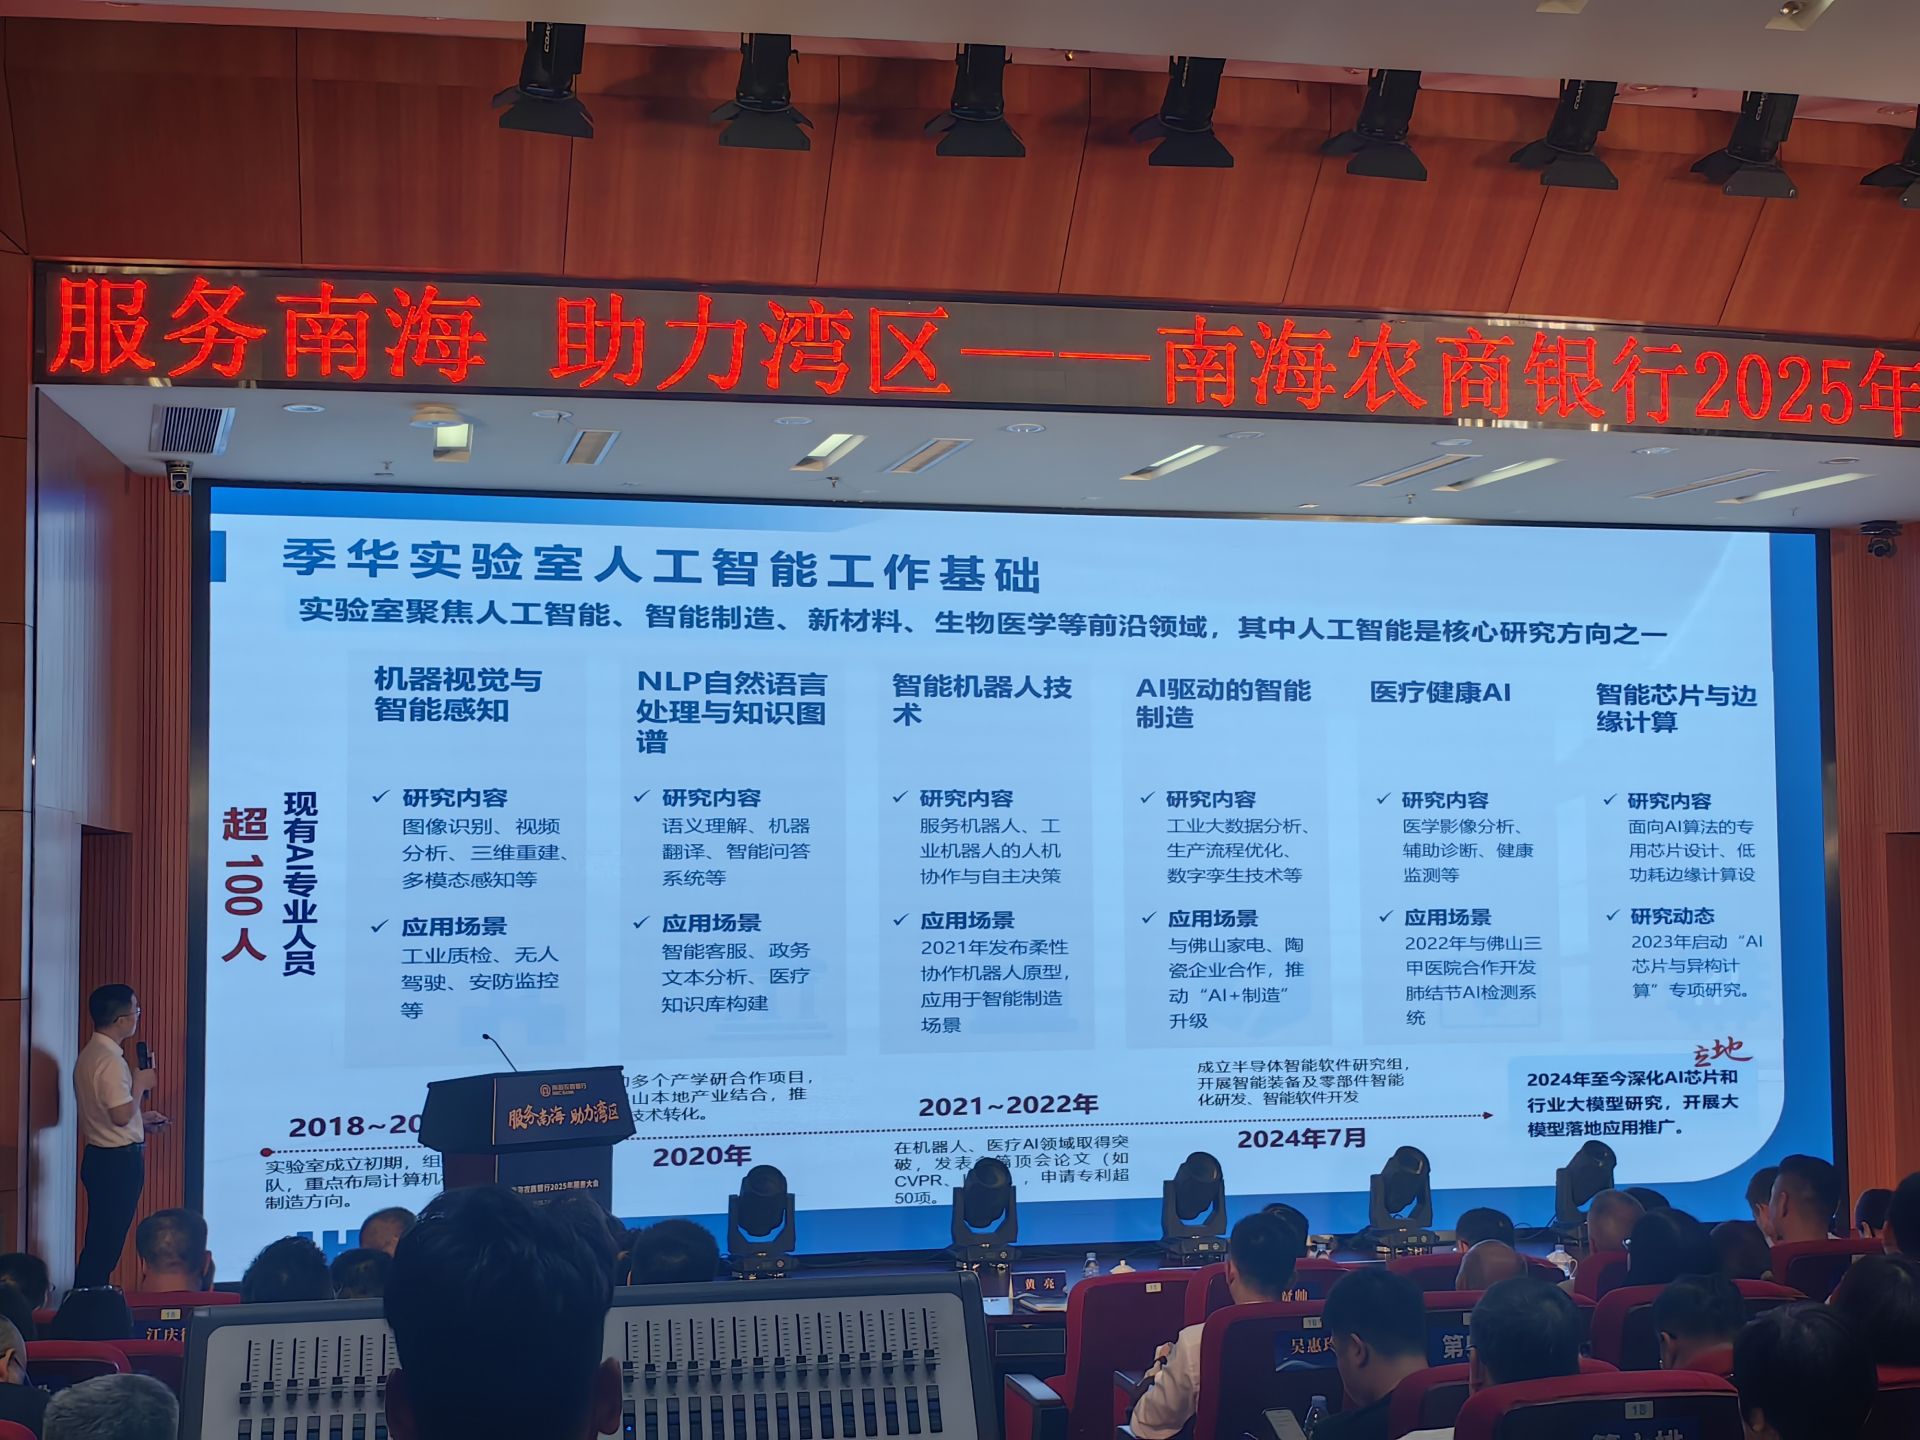 服务南海 助力湾区——南海农商银行2025年
季华实验室人工智能工作基础
实验室聚焦人工智能、智能制造、新材料、生物医学等前沿领域，其中人工智能是核心研究方向之一
现有AI专业人员
超100人
机器视觉与
智能感知
✓ 研究内容
图像识别、视频
分析、三维重建、
多模态感知等
✓ 应用场景
工业质检、无人
驾驶、安防监控
等
NLP自然语言
处理与知识图
谱
✓ 研究内容
语义理解、机器
翻译、智能问答
系统等
✓ 应用场景
智能客服、政务
文本分析、医疗
知识库构建
智能机器人技
术
✓ 研究内容
服务机器人、工
业机器人的人机
协作与自主决策
✓ 应用场景
2021年发布柔性
协作机器人原型，
应用于智能制造
场景
AI驱动的智能
制造
✓ 研究内容
工业大数据分析、
生产流程优化、
数字孪生技术等
✓ 应用场景
与佛山家电、陶
瓷企业合作，推
动“AI+制造”
升级
医疗健康AI
✓ 研究内容
医学影像分析、
辅助诊断、健康
监测等
✓ 应用场景
2022年与佛山三
甲医院合作开发
肺结节AI检测系
统
智能芯片与边
缘计算
✓ 研究内容
面向AI算法的专
用芯片设计、低
功耗边缘计算设
✓ 研究动态
2023年启动“AI
芯片与异构计
算”专项研究。
2018~20
实验室成立初期，组
队，重点布局计算机
制造方向。
多个产学研合作项目，
山本地产业结合，推
技术转化。
2020年
2021~2022年
在机器人、医疗AI领域取得突
破，发表 顶会论文（如
CVPR、 ，申请专利超
50项。
成立半导体智能软件研究组，
开展智能装备及零部件智能
化研发、智能软件开发
2024年7月
落地
2024年至今深化AI芯片和
行业大模型研究，开展大
模型落地应用推广。
南海农商银行
服务南海 助力湾区
海农商银行2025年服务大会
黄亮
江庆
吴惠玲
第
18
18